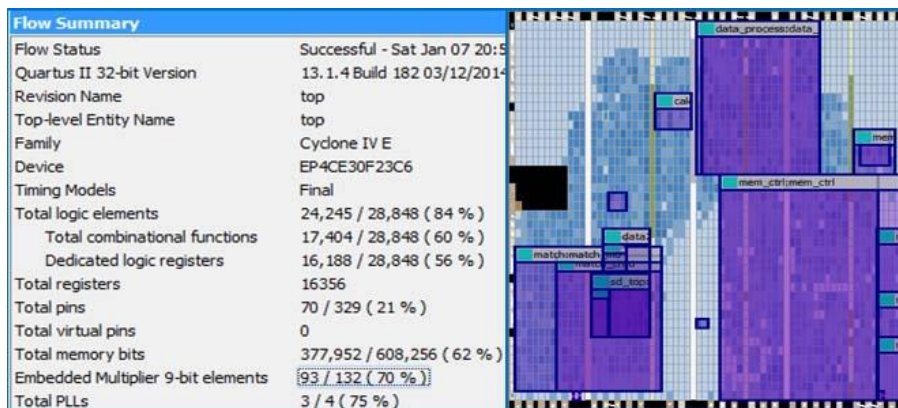 Flow Summary
Flow Status Successful - Sat Jan 07 20:5
Quartus II 32-bit Version 13.1.4 Build 182 03/12/2014
Revision Name top
Top-level Entity Name top
Family Cyclone IV E
Device EP4CE30F23C6
Timing Models Final
Total logic elements 24,245 / 28,848 ( 84 % )
Total combinational functions 17,404 / 28,848 ( 60 % )
Dedicated logic registers 16,188 / 28,848 ( 56 % )
Total registers 16356
Total pins 70 / 329 ( 21 % )
Total virtual pins 0
Total memory bits 377,952 / 608,256 ( 62 % )
Embedded Multiplier 9-bit elements 93 / 132 ( 70 % )
Total PLLs 3 / 4 ( 75 % )
data_process:data_
cal
mem
mem_ctrl:mem_ctrl
match:match
sd_top